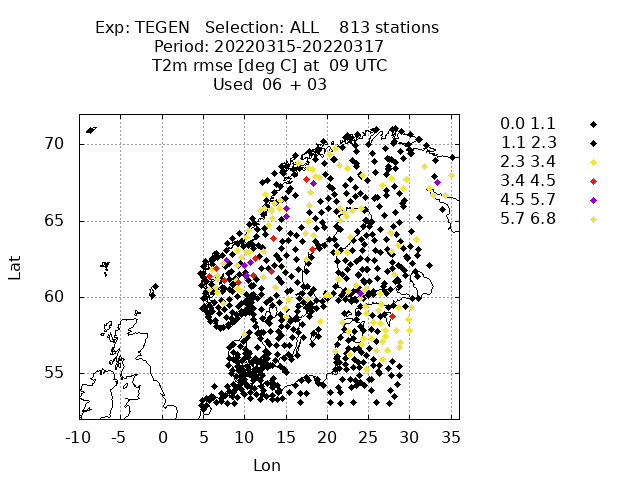 Exp: TEGEN   Selection: ALL    813 stations
Period: 20220315-20220317
T2m rmse [deg C] at  09 UTC
Used  06 + 03
0.0 1.1
1.1 2.3
2.3 3.4
3.4 4.5
4.5 5.7
5.7 6.8
70
65
60
55
Lat
-10 -5 0 5 10 15 20 25 30 35
Lon